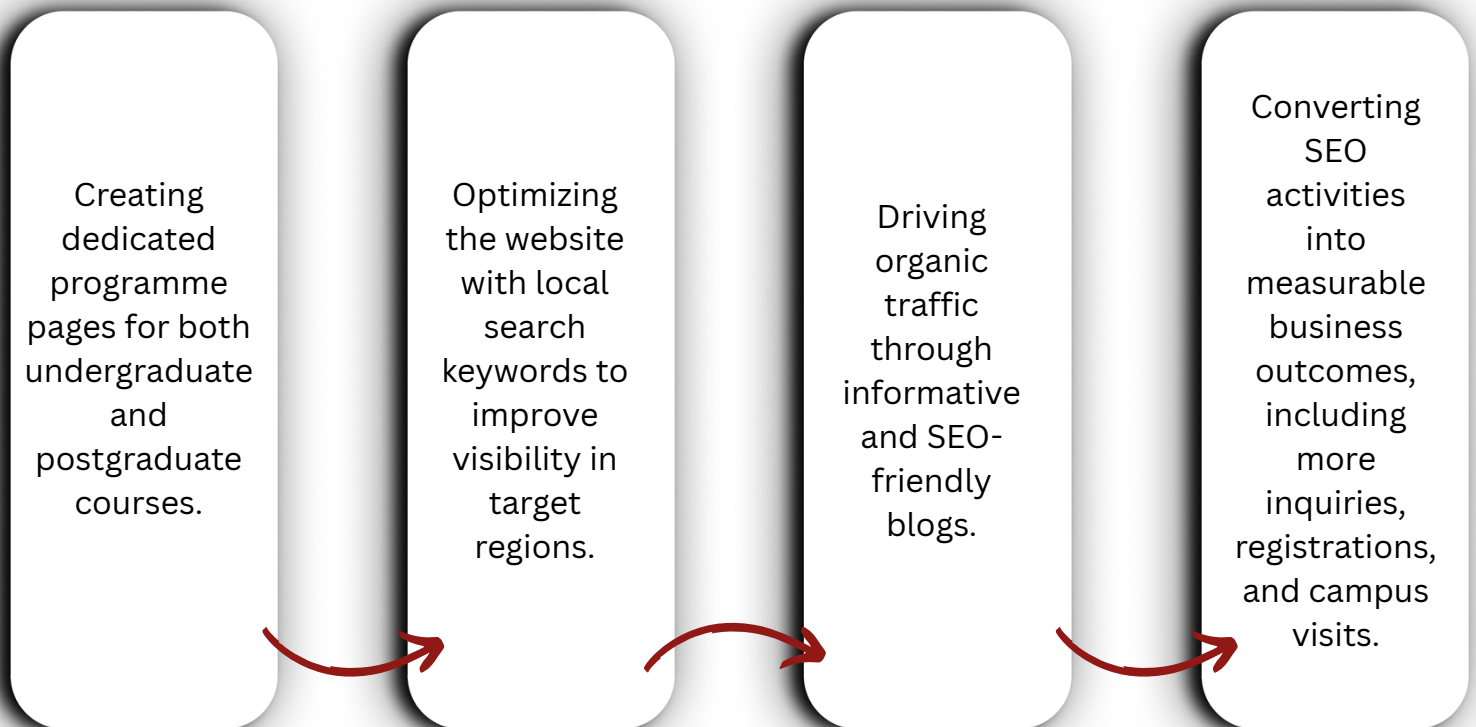 Creating
dedicated
programme
pages for both
undergraduate
and
postgraduate
courses.
Optimizing
the website
with local
search
keywords to
improve
visibility in
target
regions.
Driving
organic
traffic
through
informative
and SEO-
friendly
blogs.
Converting
SEO
activities
into
measurable
business
outcomes,
including
more
inquiries,
registrations,
and campus
visits.